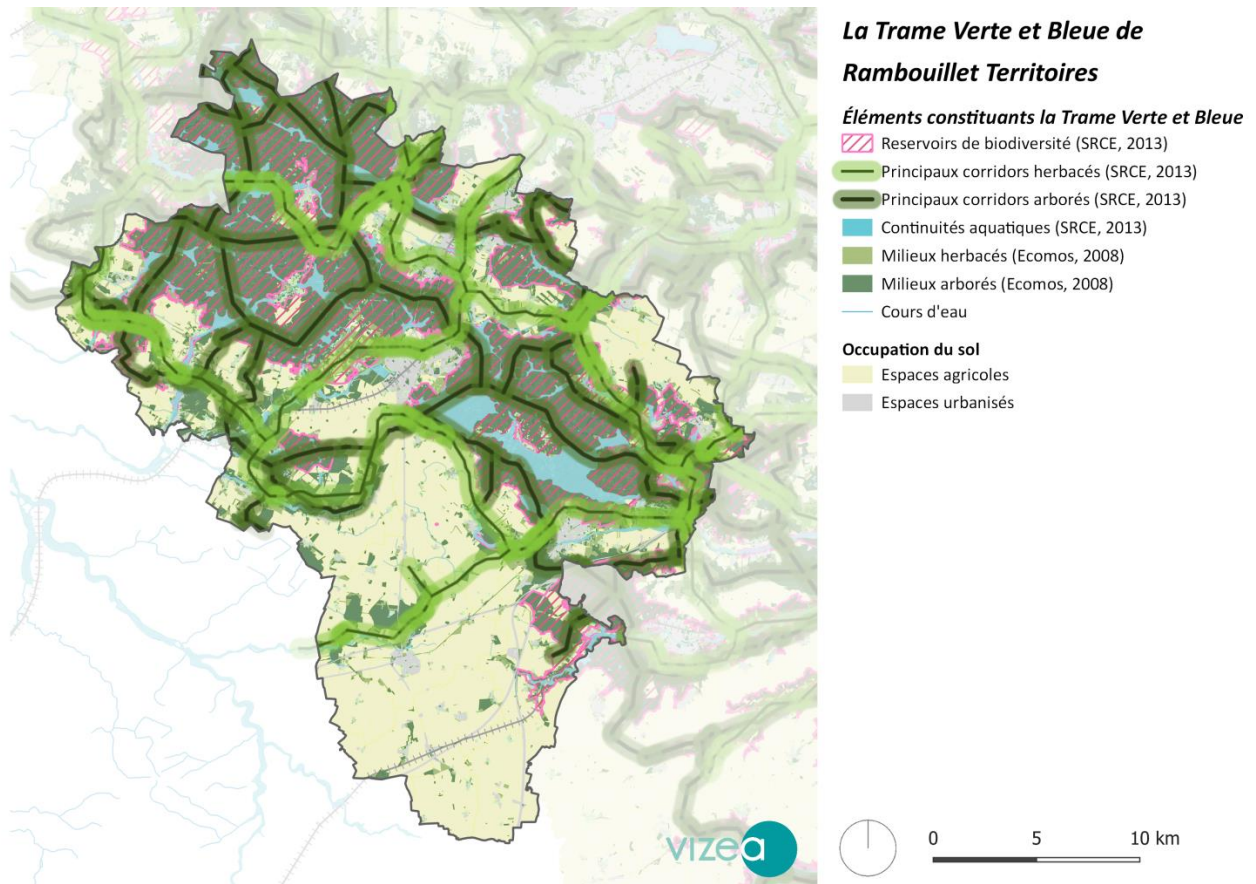 La Trame Verte et Bleue de
Rambouillet Territoires
Éléments constituants la Trame Verte et Bleue
Reservoirs de biodiversité (SRCE, 2013)
Principaux corridors herbacés (SRCE, 2013)
Principaux corridors arborés (SRCE, 2013)
Continuités aquatiques (SRCE, 2013)
Milieux herbacés (Ecomos, 2008)
Milieux arborés (Ecomos, 2008)
Cours d'eau
Occupation du sol
Espaces agricoles
Espaces urbanisés
vizea
0 5 10 km